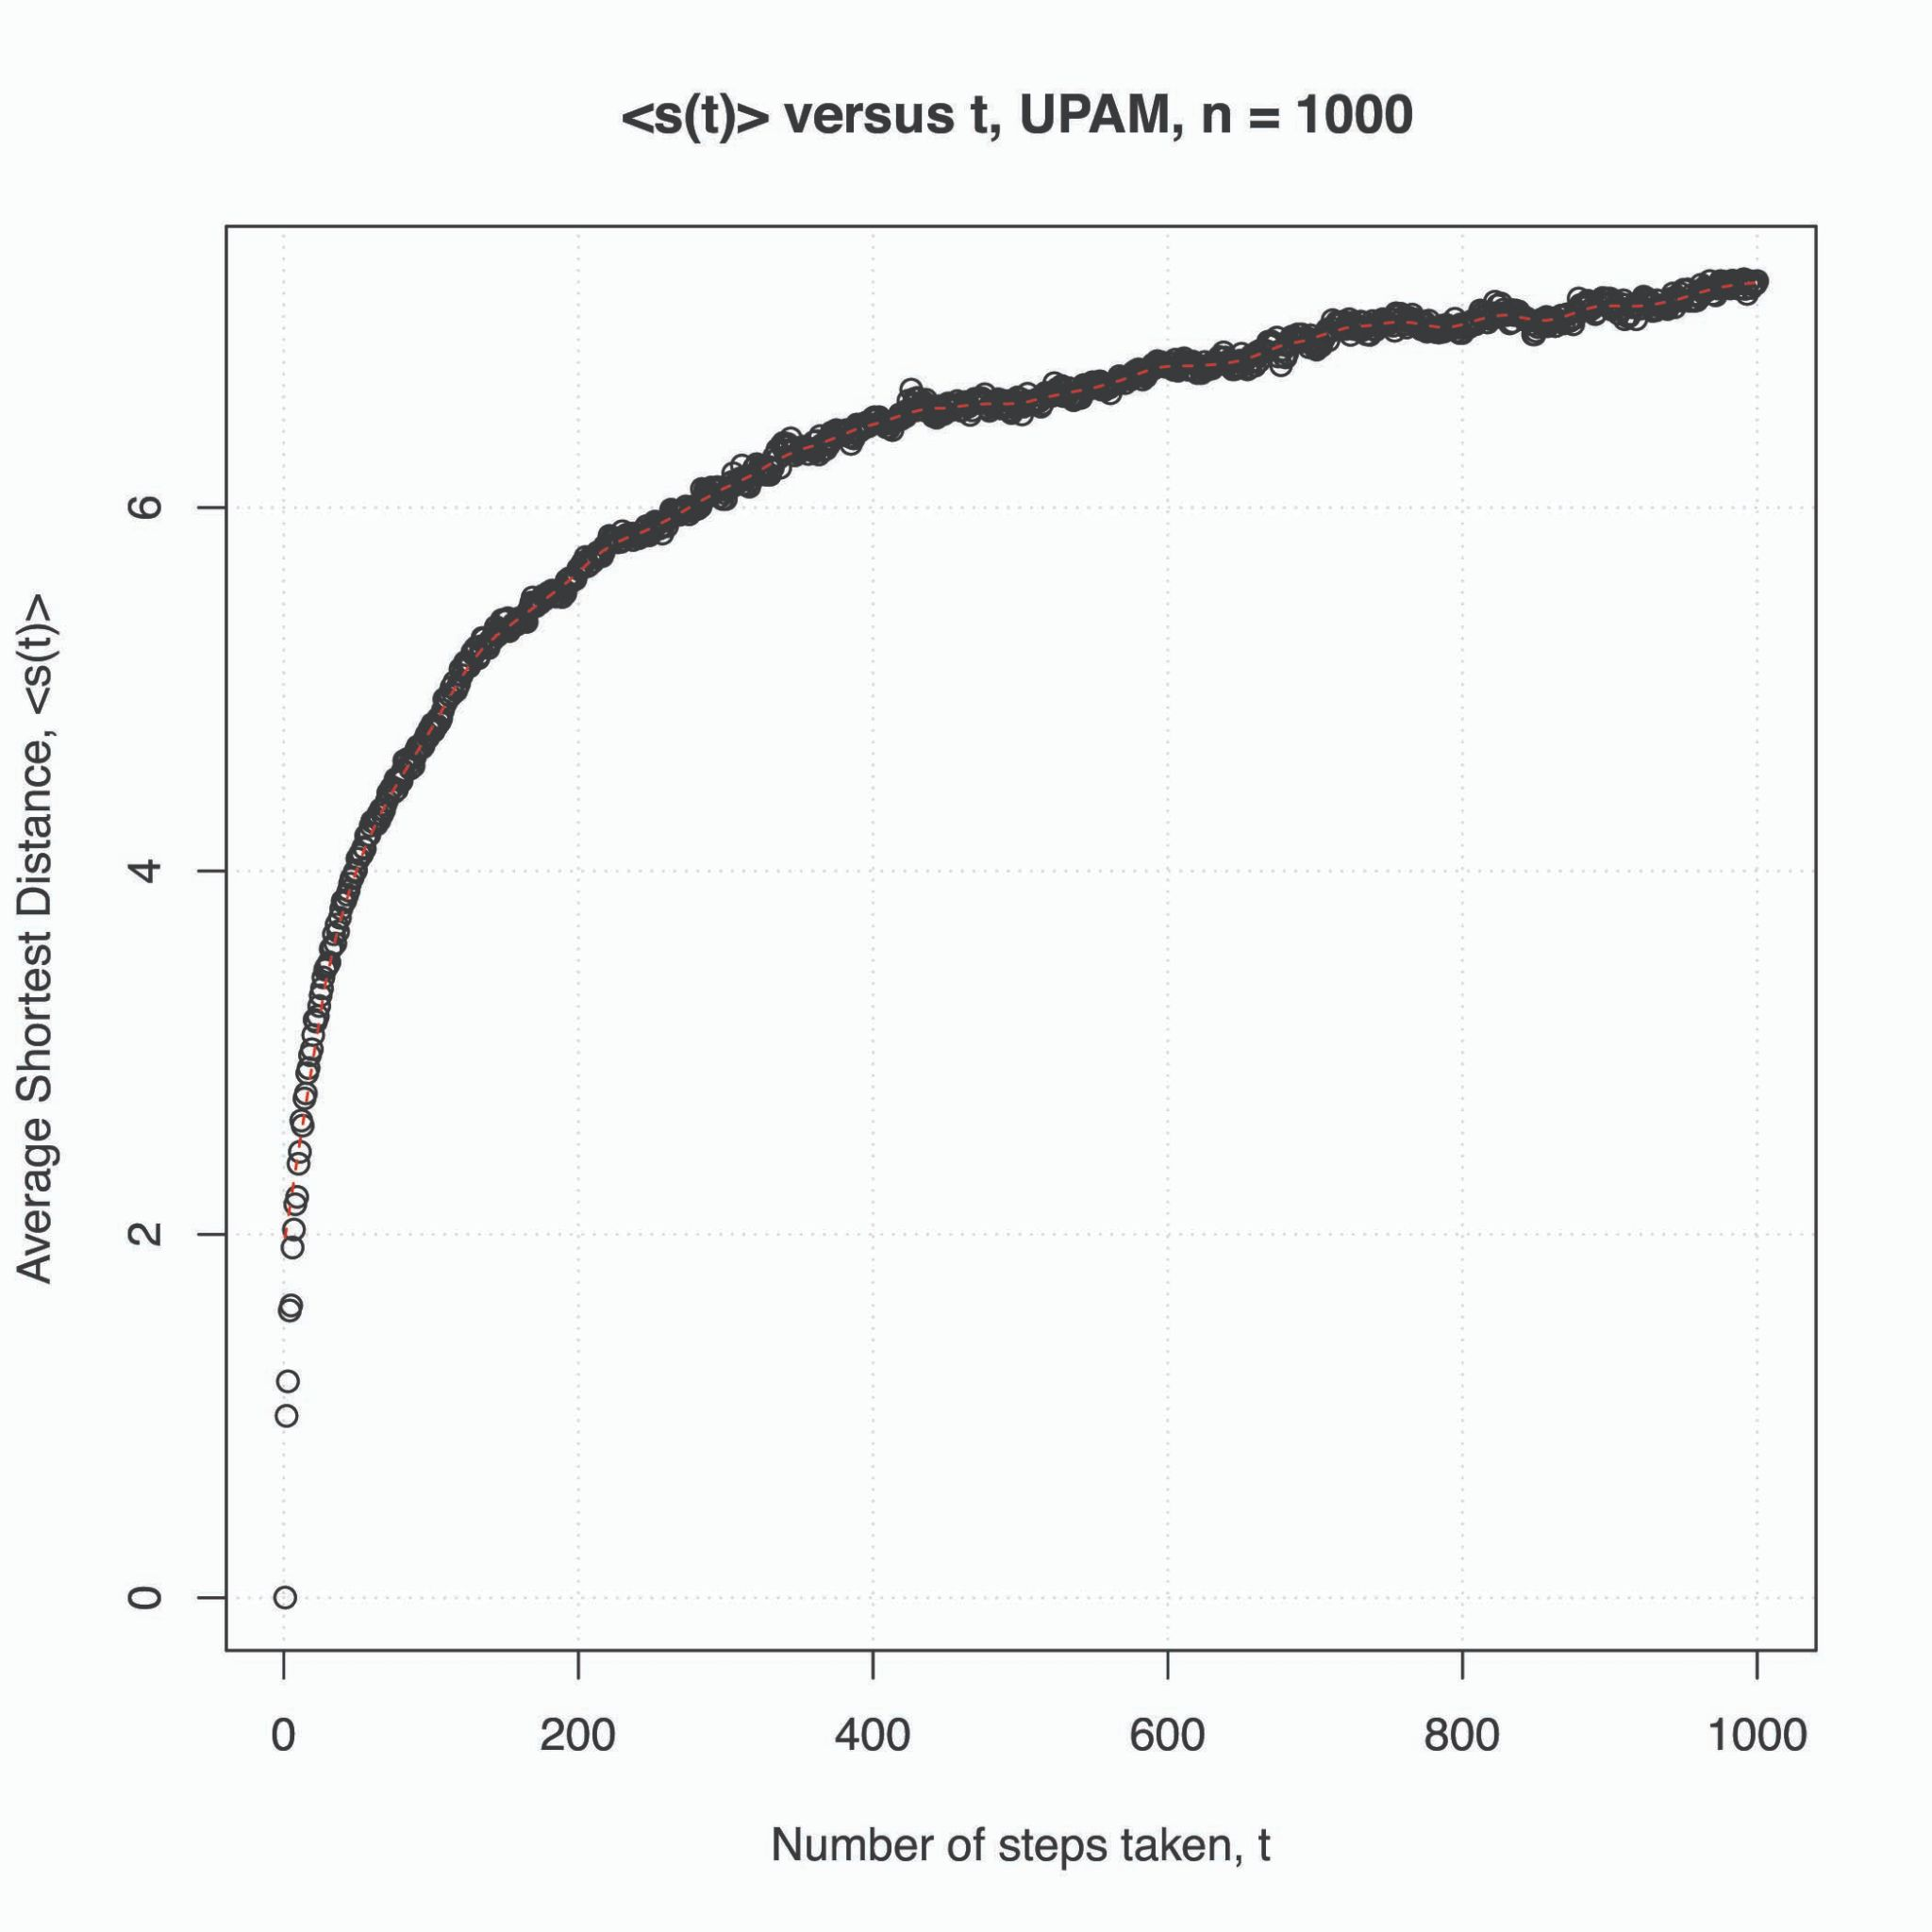 <s(t)> versus t, UPAM, n = 1000
Average Shortest Distance, <s(t)>
6
4
2
0
0 200 400 600 800 1000
Number of steps taken, t